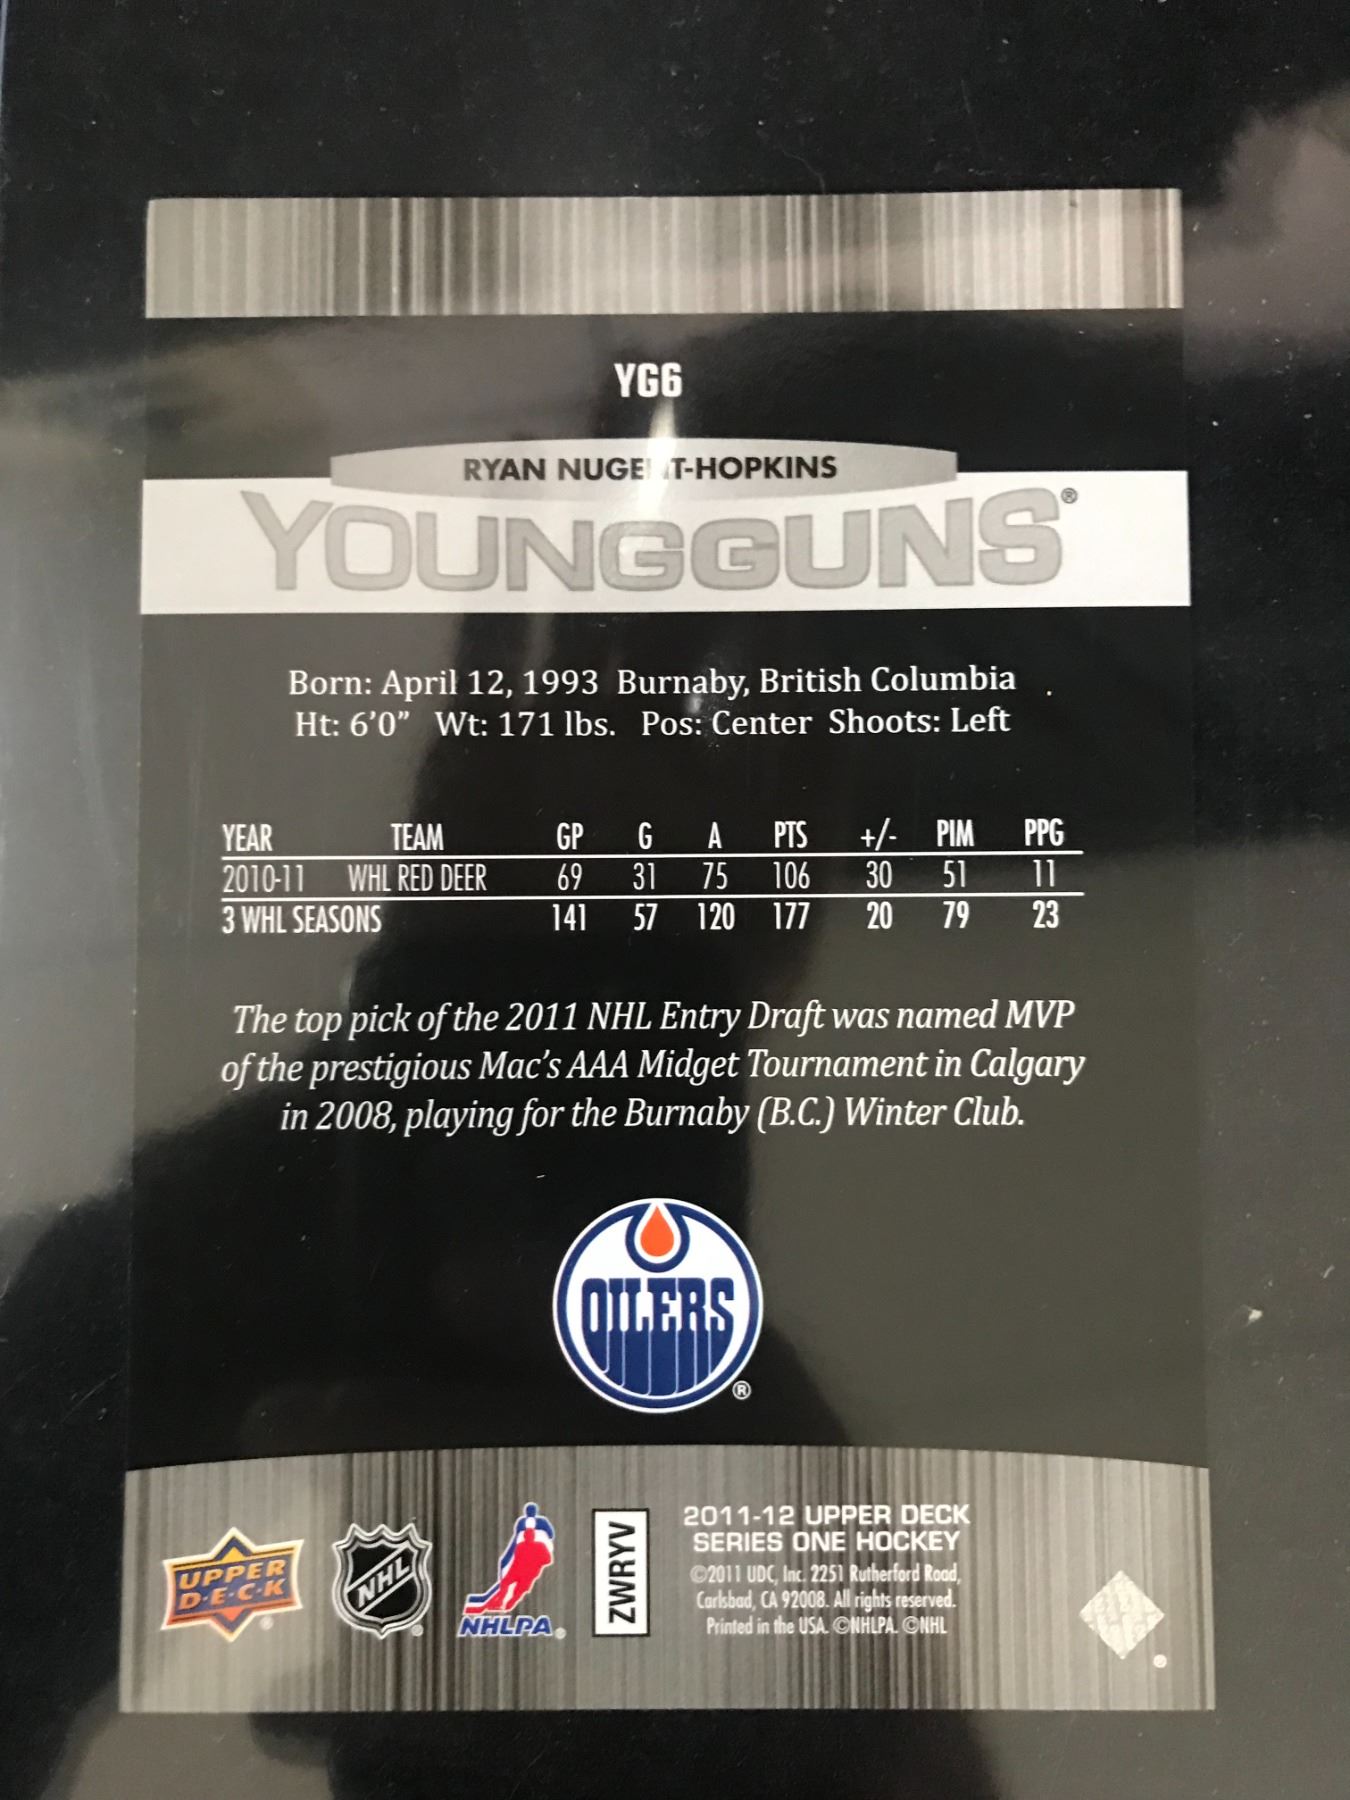 YG6
RYAN NUGENT-HOPKINS
YOUNGGUNS®
Born: April 12, 1993 Burnaby, British Columbia
Ht: 6'0" Wt: 171 lbs. Pos: Center Shoots: Left
YEAR TEAM GP G A PTS +/- PIM PPG
2010-11 WHL RED DEER 69 31 75 106 30 51 11
3 WHL SEASONS 141 57 120 177 20 79 23
The top pick of the 2011 NHL Entry Draft was named MVP
of the prestigious Mac's AAA Midget Tournament in Calgary
in 2008, playing for the Burnaby (B.C.) Winter Club.
OILERS
®
UPPER
D·E·C·K
®
NHL
®
NHLPA®
ZWRYV
2011-12 UPPER DECK
SERIES ONE HOCKEY
©2011 UDC, Inc. 2251 Rutherford Road,
Carlsbad, CA 92008. All rights reserved.
Printed in the USA. ©NHLPA. ©NHL